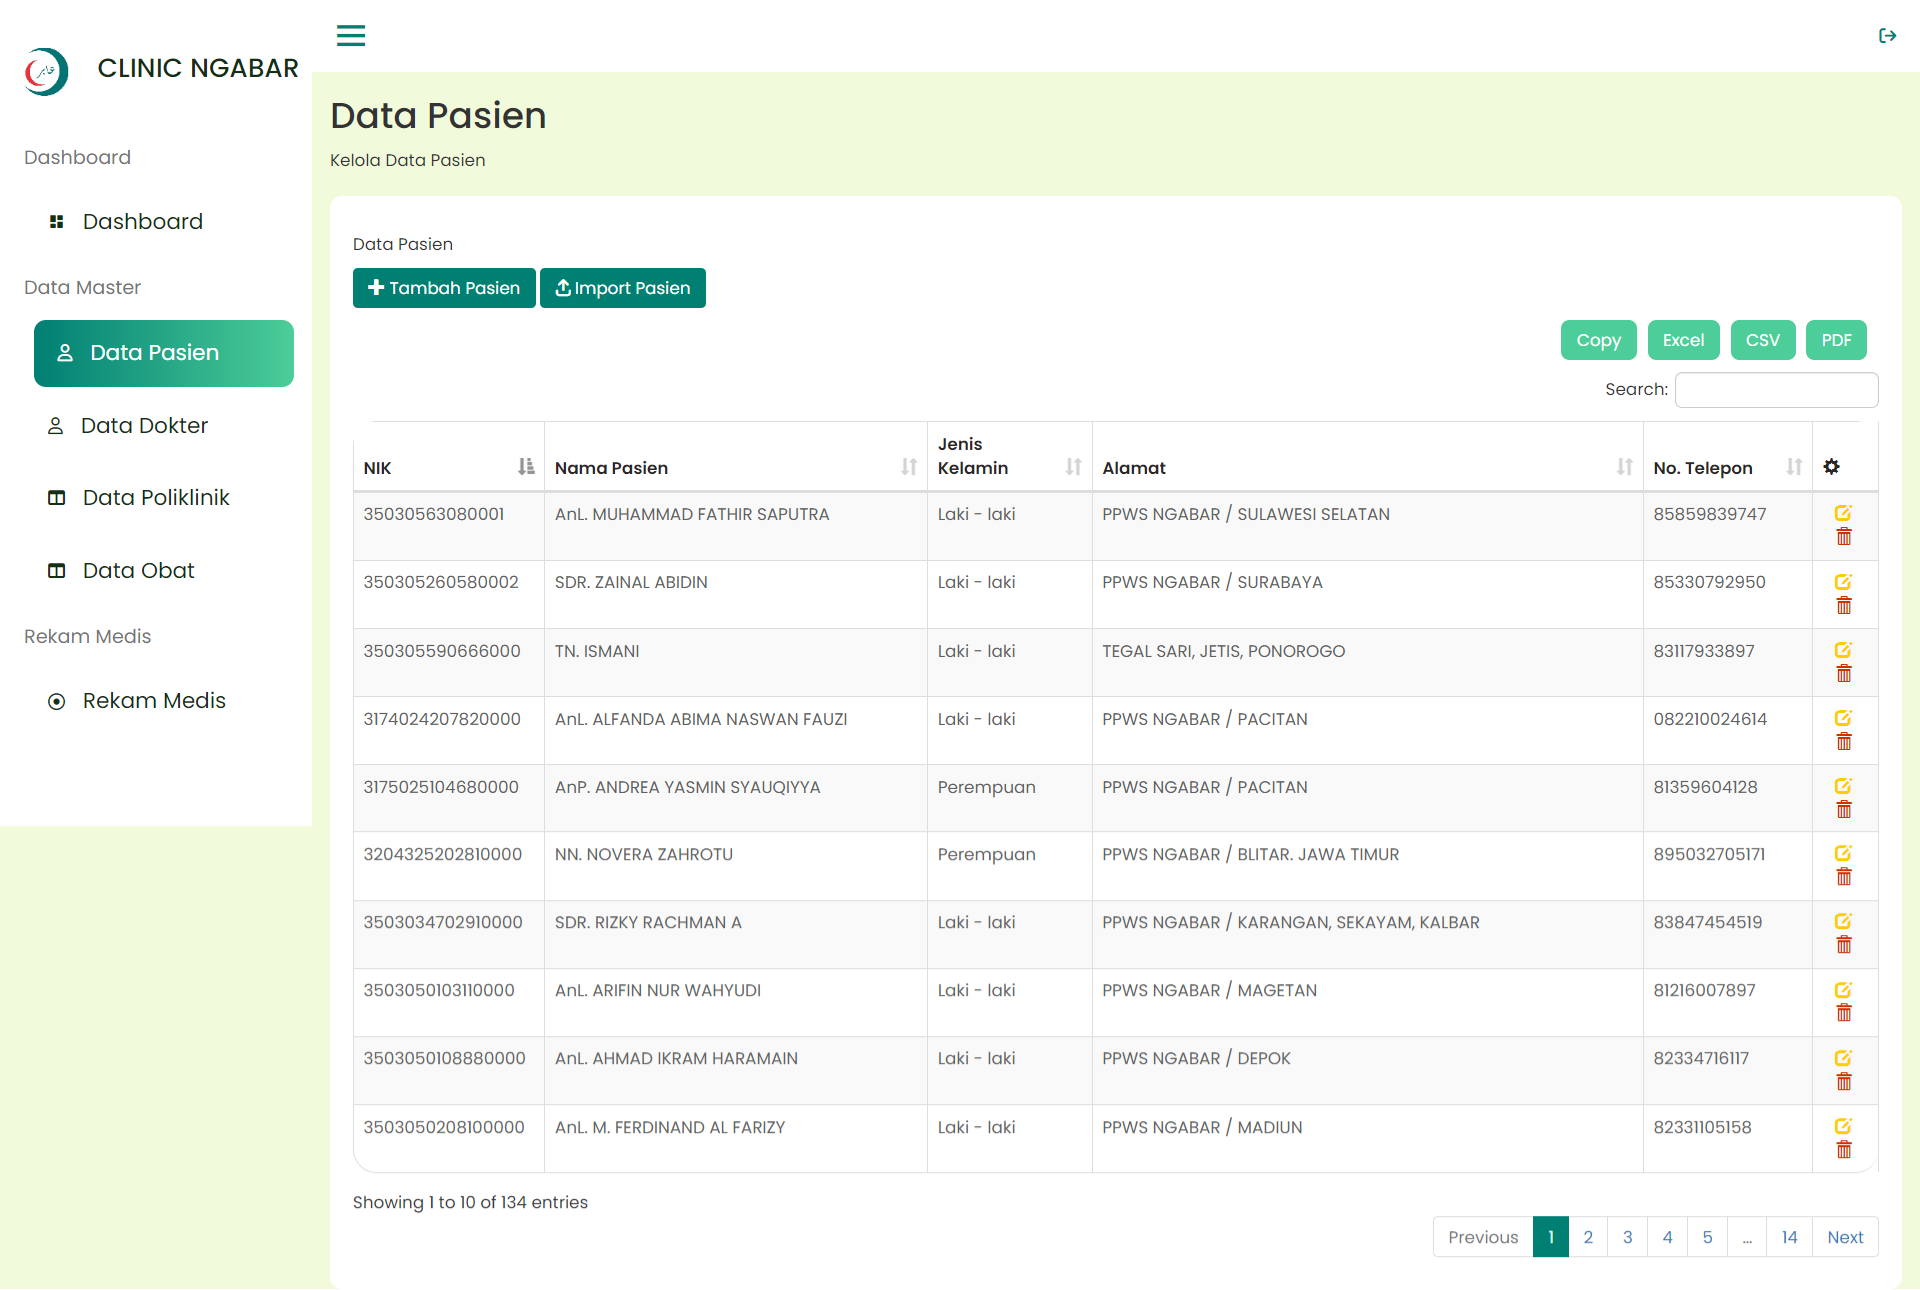 CLINIC NGABAR
Dashboard
Dashboard
Data Master
Data Pasien
Data Dokter
Data Poliklinik
Data Obat
Rekam Medis
Rekam Medis
Data Pasien
Kelola Data Pasien
Data Pasien
Tambah Pasien Import Pasien
Copy Excel CSV PDF
Search:
NIK Nama Pasien Jenis Kelamin Alamat No. Telepon
35030563080001 AnL. MUHAMMAD FATHIR SAPUTRA Laki - laki PPWS NGABAR / SULAWESI SELATAN 85859839747
350305260580002 SDR. ZAINAL ABIDIN Laki - laki PPWS NGABAR / SURABAYA 85330792950
350305590666000 TN. ISMANI Laki - laki TEGAL SARI, JETIS, PONOROGO 83117933897
3174024207820000 AnL. ALFANDA ABIMA NASWAN FAUZI Laki - laki PPWS NGABAR / PACITAN 082210024614
3175025104680000 AnP. ANDREA YASMIN SYAUQIYYA Perempuan PPWS NGABAR / PACITAN 81359604128
3204325202810000 NN. NOVERA ZAHROTU Perempuan PPWS NGABAR / BLITAR. JAWA TIMUR 895032705171
3503034702910000 SDR. RIZKY RACHMAN A Laki - laki PPWS NGABAR / KARANGAN, SEKAYAM, KALBAR 83847454519
3503050103110000 AnL. ARIFIN NUR WAHYUDI Laki - laki PPWS NGABAR / MAGETAN 81216007897
3503050108880000 AnL. AHMAD IKRAM HARAMAIN Laki - laki PPWS NGABAR / DEPOK 82334716117
3503050208100000 AnL. M. FERDINAND AL FARIZY Laki - laki PPWS NGABAR / MADIUN 82331105158
Showing 1 to 10 of 134 entries
Previous 1 2 3 4 5 ... 14 Next